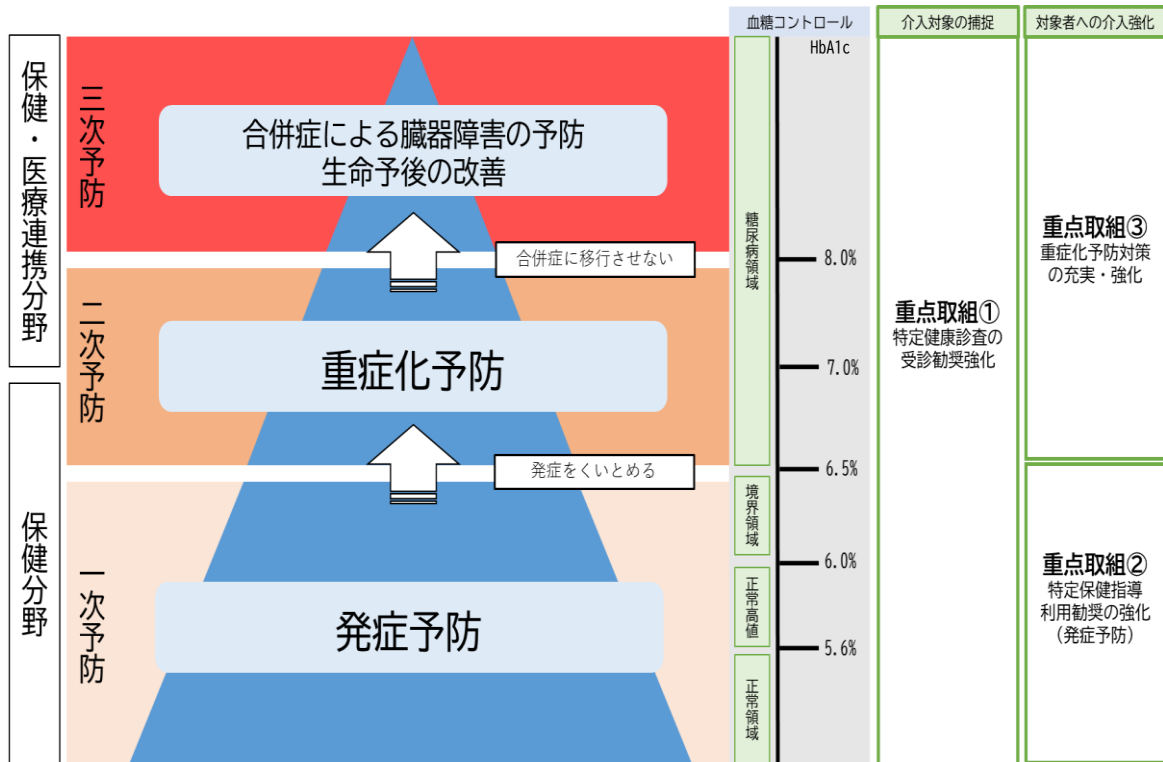 血糖コントロール
介入対象の捕捉
対象者への介入強化
HbA1c
保健・医療連携分野
保健分野
三次予防
合併症による臓器障害の予防
生命予後の改善
合併症に移行させない
二次予防
重症化予防
発症をくいとめる
一次予防
発症予防
糖尿病領域
境界領域
正常高値
正常領域
8.0%
7.0%
6.5%
6.0%
5.6%
重点取組①
特定健康診査の
受診勧奨強化
重点取組③
重症化予防対策
の充実・強化
重点取組②
特定保健指導
利用勧奨の強化
（発症予防）